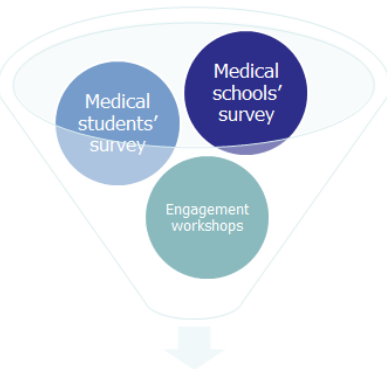 Medical
students’
survey
Medical
schools’
survey
Engagement
workshops